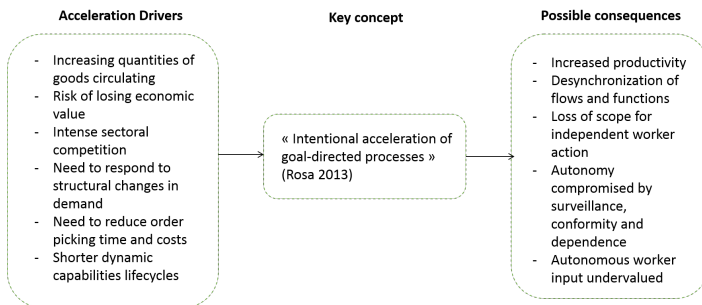 Acceleration Drivers
- Increasing quantities of
goods circulating
- Risk of losing economic
value
- Intense sectoral
competition
- Need to respond to
structural changes in
demand
- Need to reduce order
picking time and costs
- Shorter dynamic
capabilities lifecycles
Key concept
« Intentional acceleration of
goal-directed processes »
(Rosa 2013)
Possible consequences
- Increased productivity
- Desynchronization of
flows and functions
- Loss of scope for
independent worker
action
- Autonomy
compromised by
surveillance,
conformity and
dependence
- Autonomous worker
input undervalued